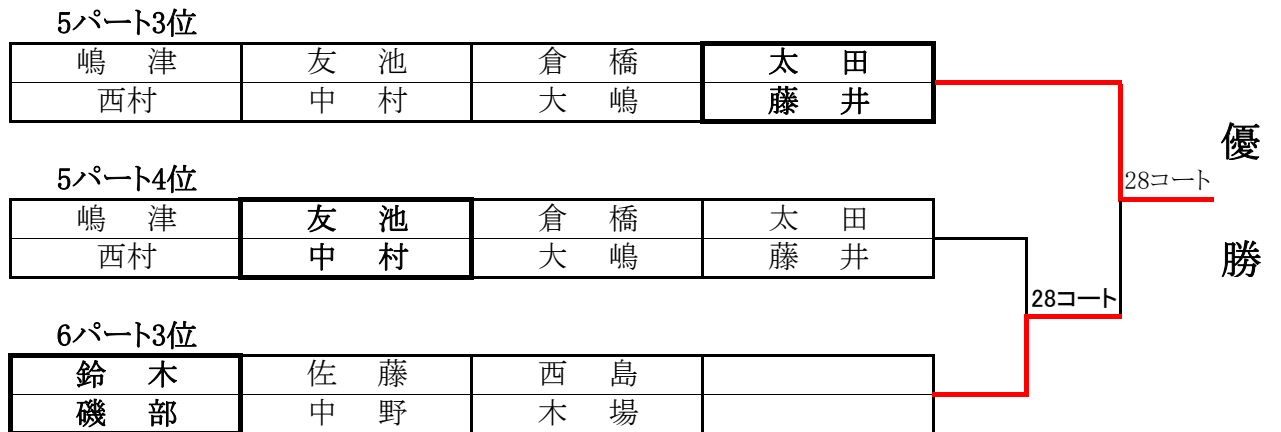 5パート3位
嶋　津　友　池　倉　橋　太　田
西村　中　村　大　嶋　藤　井
優
勝
28コート
5パート4位
嶋　津　友　池　倉　橋　太　田
西村　中　村　大　嶋　藤　井
28コート
6パート3位
鈴　木　佐　藤　西　島
磯　部　中　野　木　場